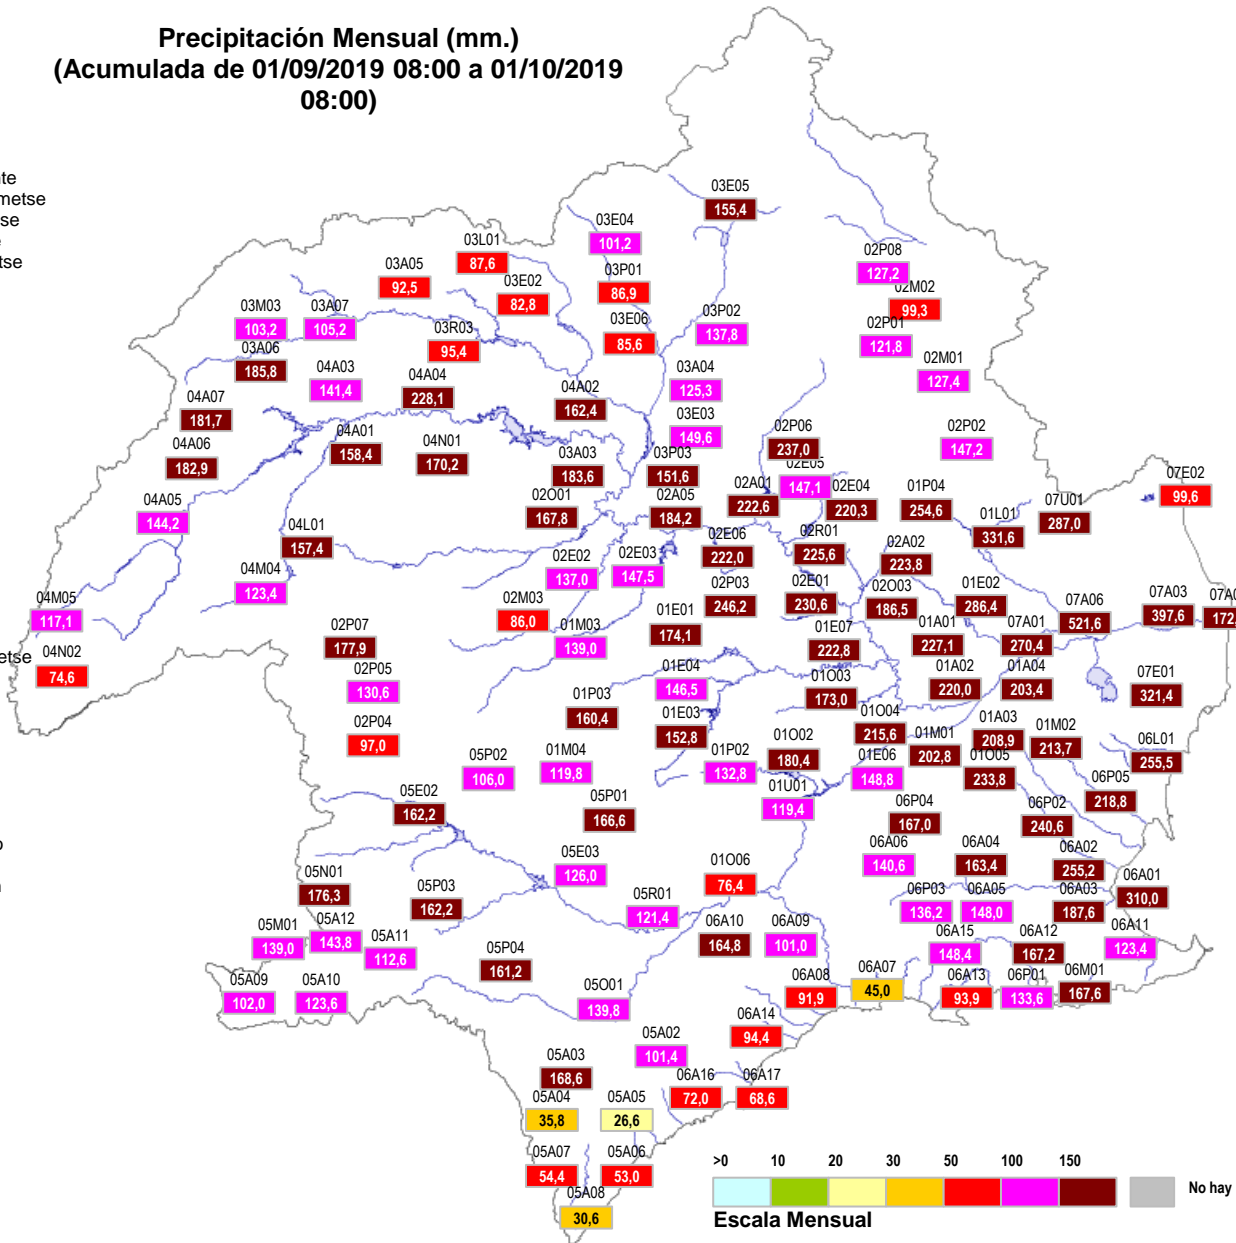 Precipitación Mensual (mm.)
(Acumulada de 01/09/2019 08:00 a 01/10/2019
08:00)
03E05
155,4
03E04
101,2
03L01
87,6
02P08
127,2
03A05
92,5
03E02
82,8
03P01
86,9
02M02
99,3
03M03
103,2
03A07
105,2
03R03
95,4
03E06
85,6
03P02
137,8
02P01
121,8
03A06
185,8
04A03
141,4
04A04
228,1
04A02
162,4
03A04
125,3
02M01
127,4
04A07
181,7
03E03
149,6
04A01
158,4
04N01
170,2
02P06
237,0
02P02
147,2
04A06
182,9
03A03
183,6
03P03
151,6
02E05
147,1
07E02
99,6
04A05
144,2
02O01
167,8
02A05
184,2
02A01
222,6
02E04
220,3
01P04
254,6
01L01
331,6
07U01
287,0
04L01
157,4
02E06
222,0
02R01
225,6
02A02
223,8
04M04
123,4
02E02
137,0
02E03
147,5
02P03
246,2
02E01
230,6
02O03
186,5
01E02
286,4
04M05
117,1
02M03
86,0
07A06
521,6
07A03
397,6
07A0
172,
02P07
177,9
01M03
139,0
01E01
174,1
01E07
222,8
01A01
227,1
07A01
270,4
etse
04N02
74,6
02P05
130,6
01E04
146,5
01O03
173,0
01A02
220,0
01A04
203,4
07E01
321,4
02P04
97,0
01P03
160,4
01E03
152,8
01O04
215,6
01A03
208,9
01M02
213,7
05P02
106,0
01M04
119,8
01P02
132,8
01O02
180,4
01M01
202,8
01E06
148,8
01O05
233,8
06L01
255,5
05E02
162,2
05P01
166,6
01U01
119,4
06P04
167,0
06P02
240,6
06P05
218,8
05E03
126,0
01O06
76,4
06A06
140,6
06A04
163,4
06A02
255,2
05N01
176,3
05P03
162,2
05R01
121,4
06P03
136,2
06A05
148,0
06A03
187,6
06A01
310,0
05M01
139,0
05A12
143,8
05A11
112,6
06A10
164,8
06A09
101,0
06A15
148,4
06A12
167,2
06A11
123,4
05A09
102,0
05A10
123,6
05P04
161,2
05O01
139,8
06A08
91,9
06A07
45,0
06A13
93,9
06P01
133,6
06M01
167,6
05A02
101,4
06A14
94,4
05A03
168,6
06A16
72,0
06A17
68,6
05A04
35,8
05A05
26,6
05A07
54,4
05A06
53,0
05A08
30,6
>0 10 20 30 50 100 150
No hay
Escala Mensual